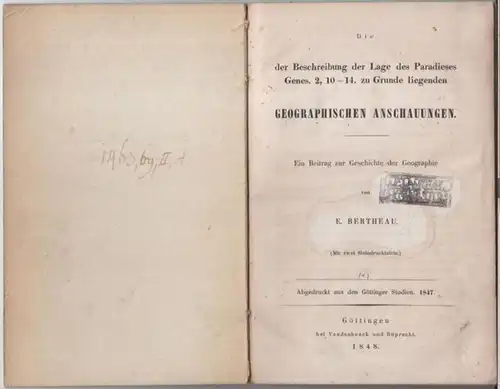 Die
der Beschreibung der Lage des Paradieses
Genes. 2, 10–14. zu Grunde liegenden
GEOGRAPHISCHEN ANSCHAUUNGEN.
Ein Beitrag zur Geschichte der Geographie
von
E. BERTHEAU.
(Mit zwei Steindrucktafeln.)
Abgedruckt aus den Göttinger Studien. 1847.
Göttingen
bei Vandenhoeck und Ruprecht.
1848.